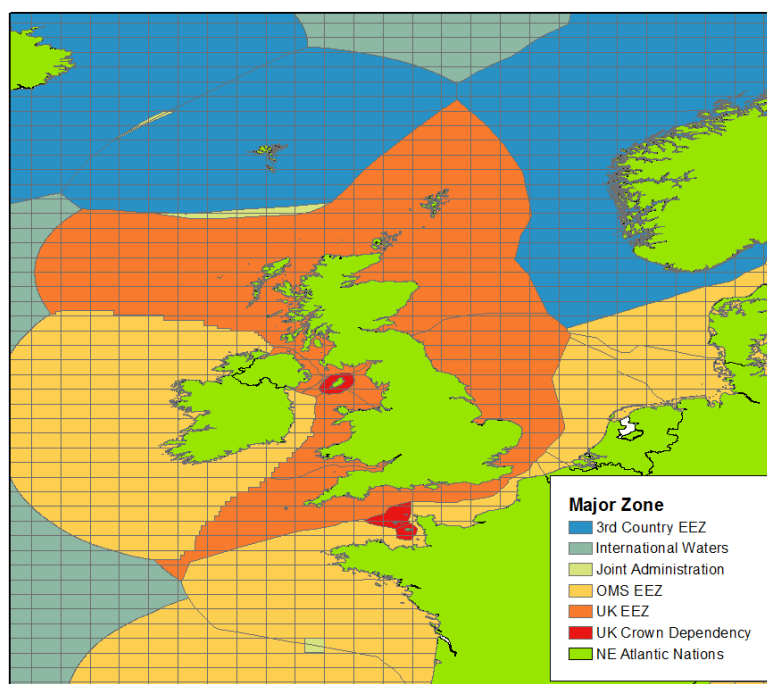 Major Zone
3rd Country EEZ
International Waters
Joint Administration
OMS EEZ
UK EEZ
UK Crown Dependency
NE Atlantic Nations